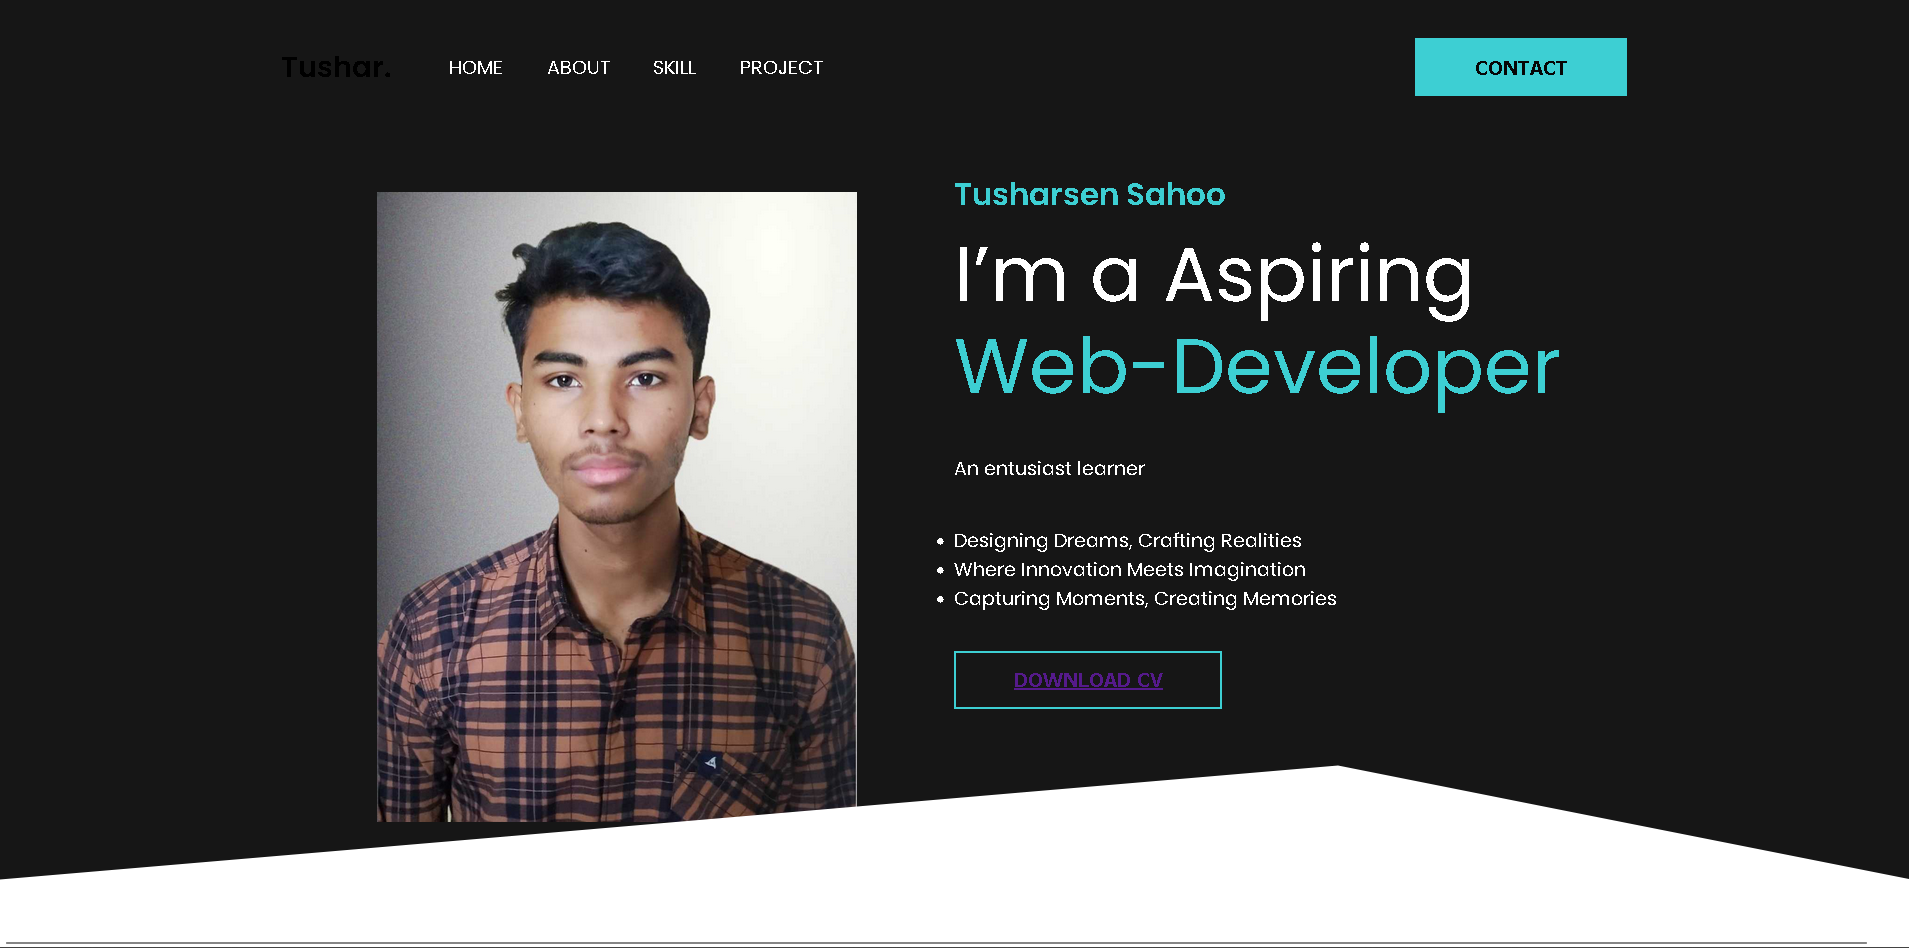 Tushar.
HOME ABOUT SKILL PROJECT
CONTACT
Tusharsen Sahoo
I’m a Aspiring
Web-Developer
An entusiast learner
• Designing Dreams, Crafting Realities
• Where Innovation Meets Imagination
• Capturing Moments, Creating Memories
DOWNLOAD CV